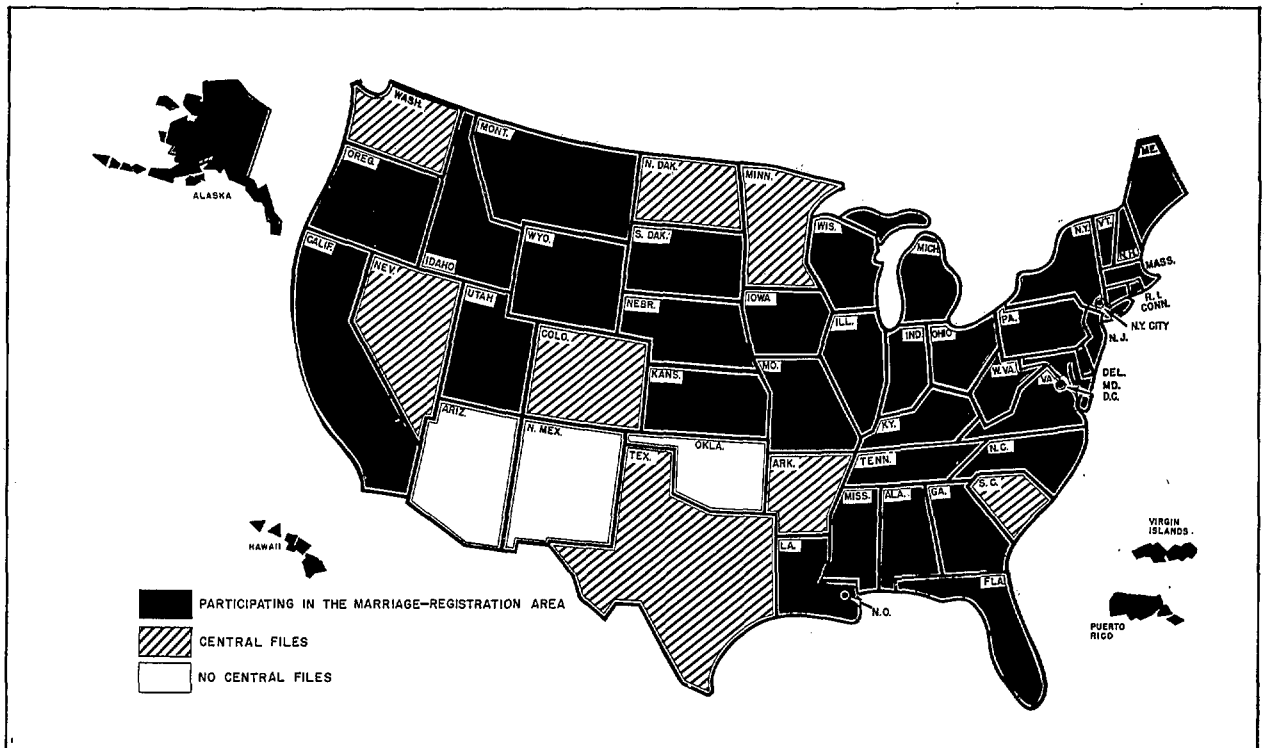 WASH.
MONT.
N. DAK.
MINN.
ME.
OREG.
ALASKA
WYO.
S. DAK.
WIS.
MICH
N.Y.
VT.
N.H.
MASS.
CALIF.
NEV.
IDAHO
UTAH
NEBR.
IOWA
R. I.
CONN.
N.Y. CITY
ILL.
IND.
OHIO
PA.
N. J.
COLO.
KANS.
MO.
W. VA.
VA.
DEL.
MD.
D.C.
ARIZ.
N. MEX.
OKLA.
KY.
TENN.
N.C.
TEX.
ARK.
S. C.
MISS.
ALA.
GA.
HAWAII
LA.
FLA
N.O.
VIRGIN
ISLANDS
PUERTO
RICO
PARTICIPATING IN THE MARRIAGE-REGISTRATION AREA
CENTRAL FILES
NO CENTRAL FILES